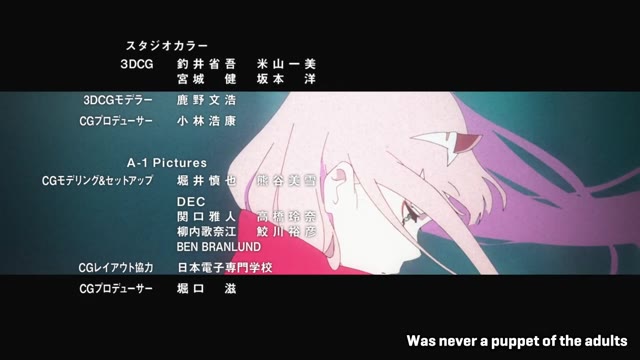 スタジオカラー
3DCG 釣井省吾 米山一美
宮城 健 坂本 洋
3DCGモデラー 鹿野文浩
CGプロデューサー 小林浩康
A-1 Pictures
CGモデリング&セットアップ 堀井慎也 熊谷美雪
DEC
関口雅人 高橋玲奈
柳内歌奈江 鮫川裕彦
BEN BRANLUND
CGレイアウト協力 日本電子専門学校
CGプロデューサー 堀口 滋
Was never a puppet of the adults